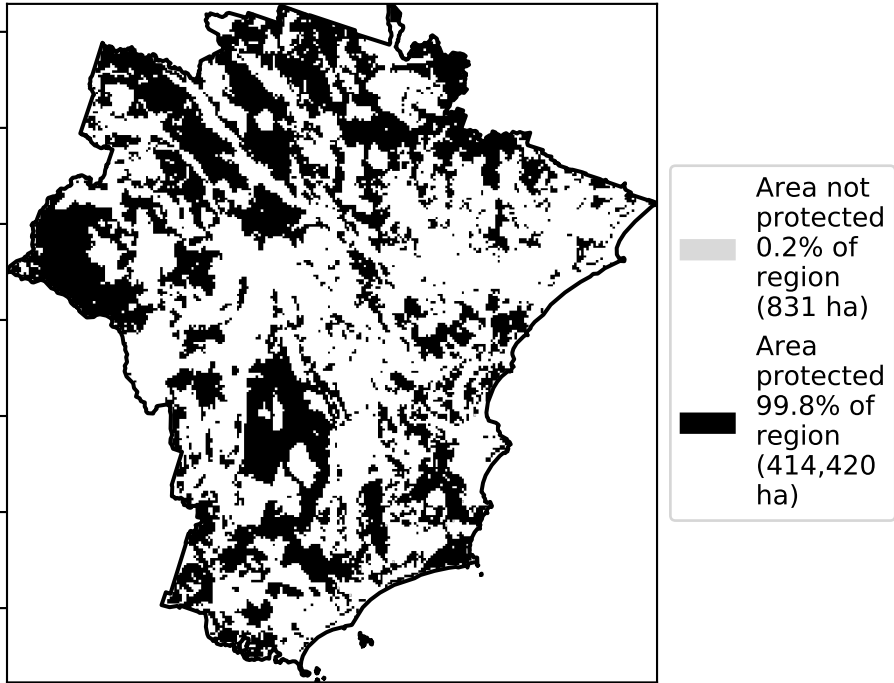 Area not
protected
0.2% of
region
(831 ha)
Area
protected
99.8% of
region
(414,420
ha)